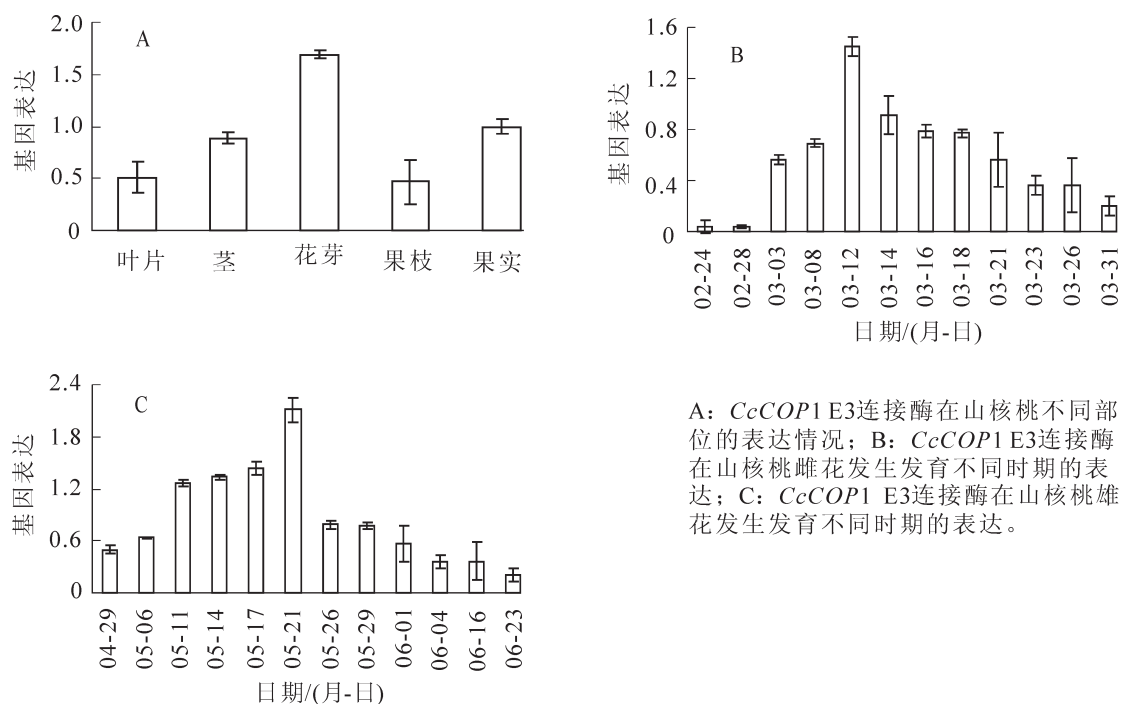 A
基因表达
2.0
1.5
1.0
0.5
0
叶片 茎 花芽 果枝 果实
B
基因表达
1.6
1.2
0.8
0.4
0
02-24 02-28 03-03 03-08 03-12 03-14 03-16 03-18 03-21 03-23 03-26 03-31
日期/(月-日)
C
基因表达
2.4
1.8
1.2
0.6
0
04-29 05-06 05-11 05-14 05-17 05-21 05-26 05-29 06-01 06-04 06-16 06-23
日期/(月-日)
A：CcCOP1 E3连接酶在山核桃不同部
位的表达情况；B：CcCOP1 E3连接酶
在山核桃雌花发生发育不同时期的表
达；C：CcCOP1 E3连接酶在山核桃雄
花发生发育不同时期的表达。